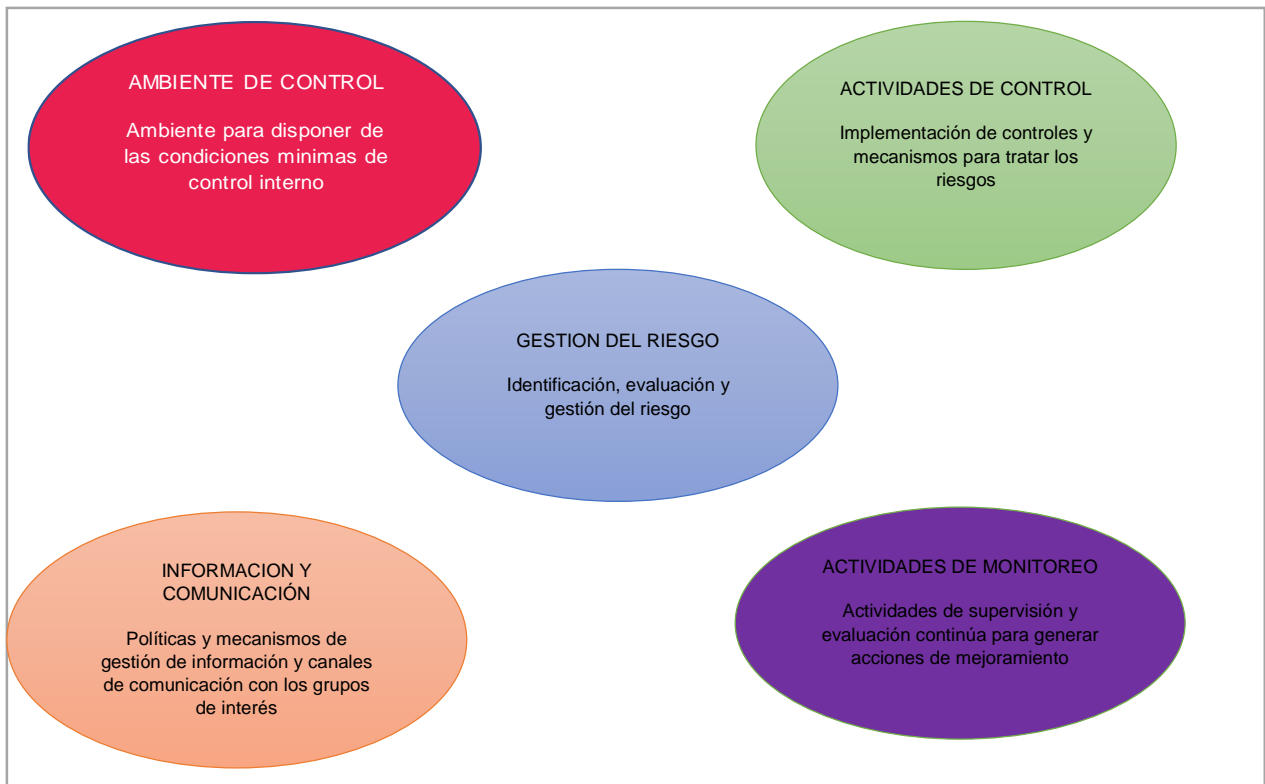 AMBIENTE DE CONTROL
Ambiente para disponer de
las condiciones minimas de
control interno
ACTIVIDADES DE CONTROL
Implementación de controles y
mecanismos para tratar los
riesgos
GESTION DEL RIESGO
Identificación, evaluación y
gestión del riesgo
INFORMACION Y
COMUNICACIÓN
Políticas y mecanismos de
gestión de información y canales
de comunicación con los grupos
de interés
ACTIVIDADES DE MONITOREO
Actividades de supervisión y
evaluación continúa para generar
acciones de mejoramiento